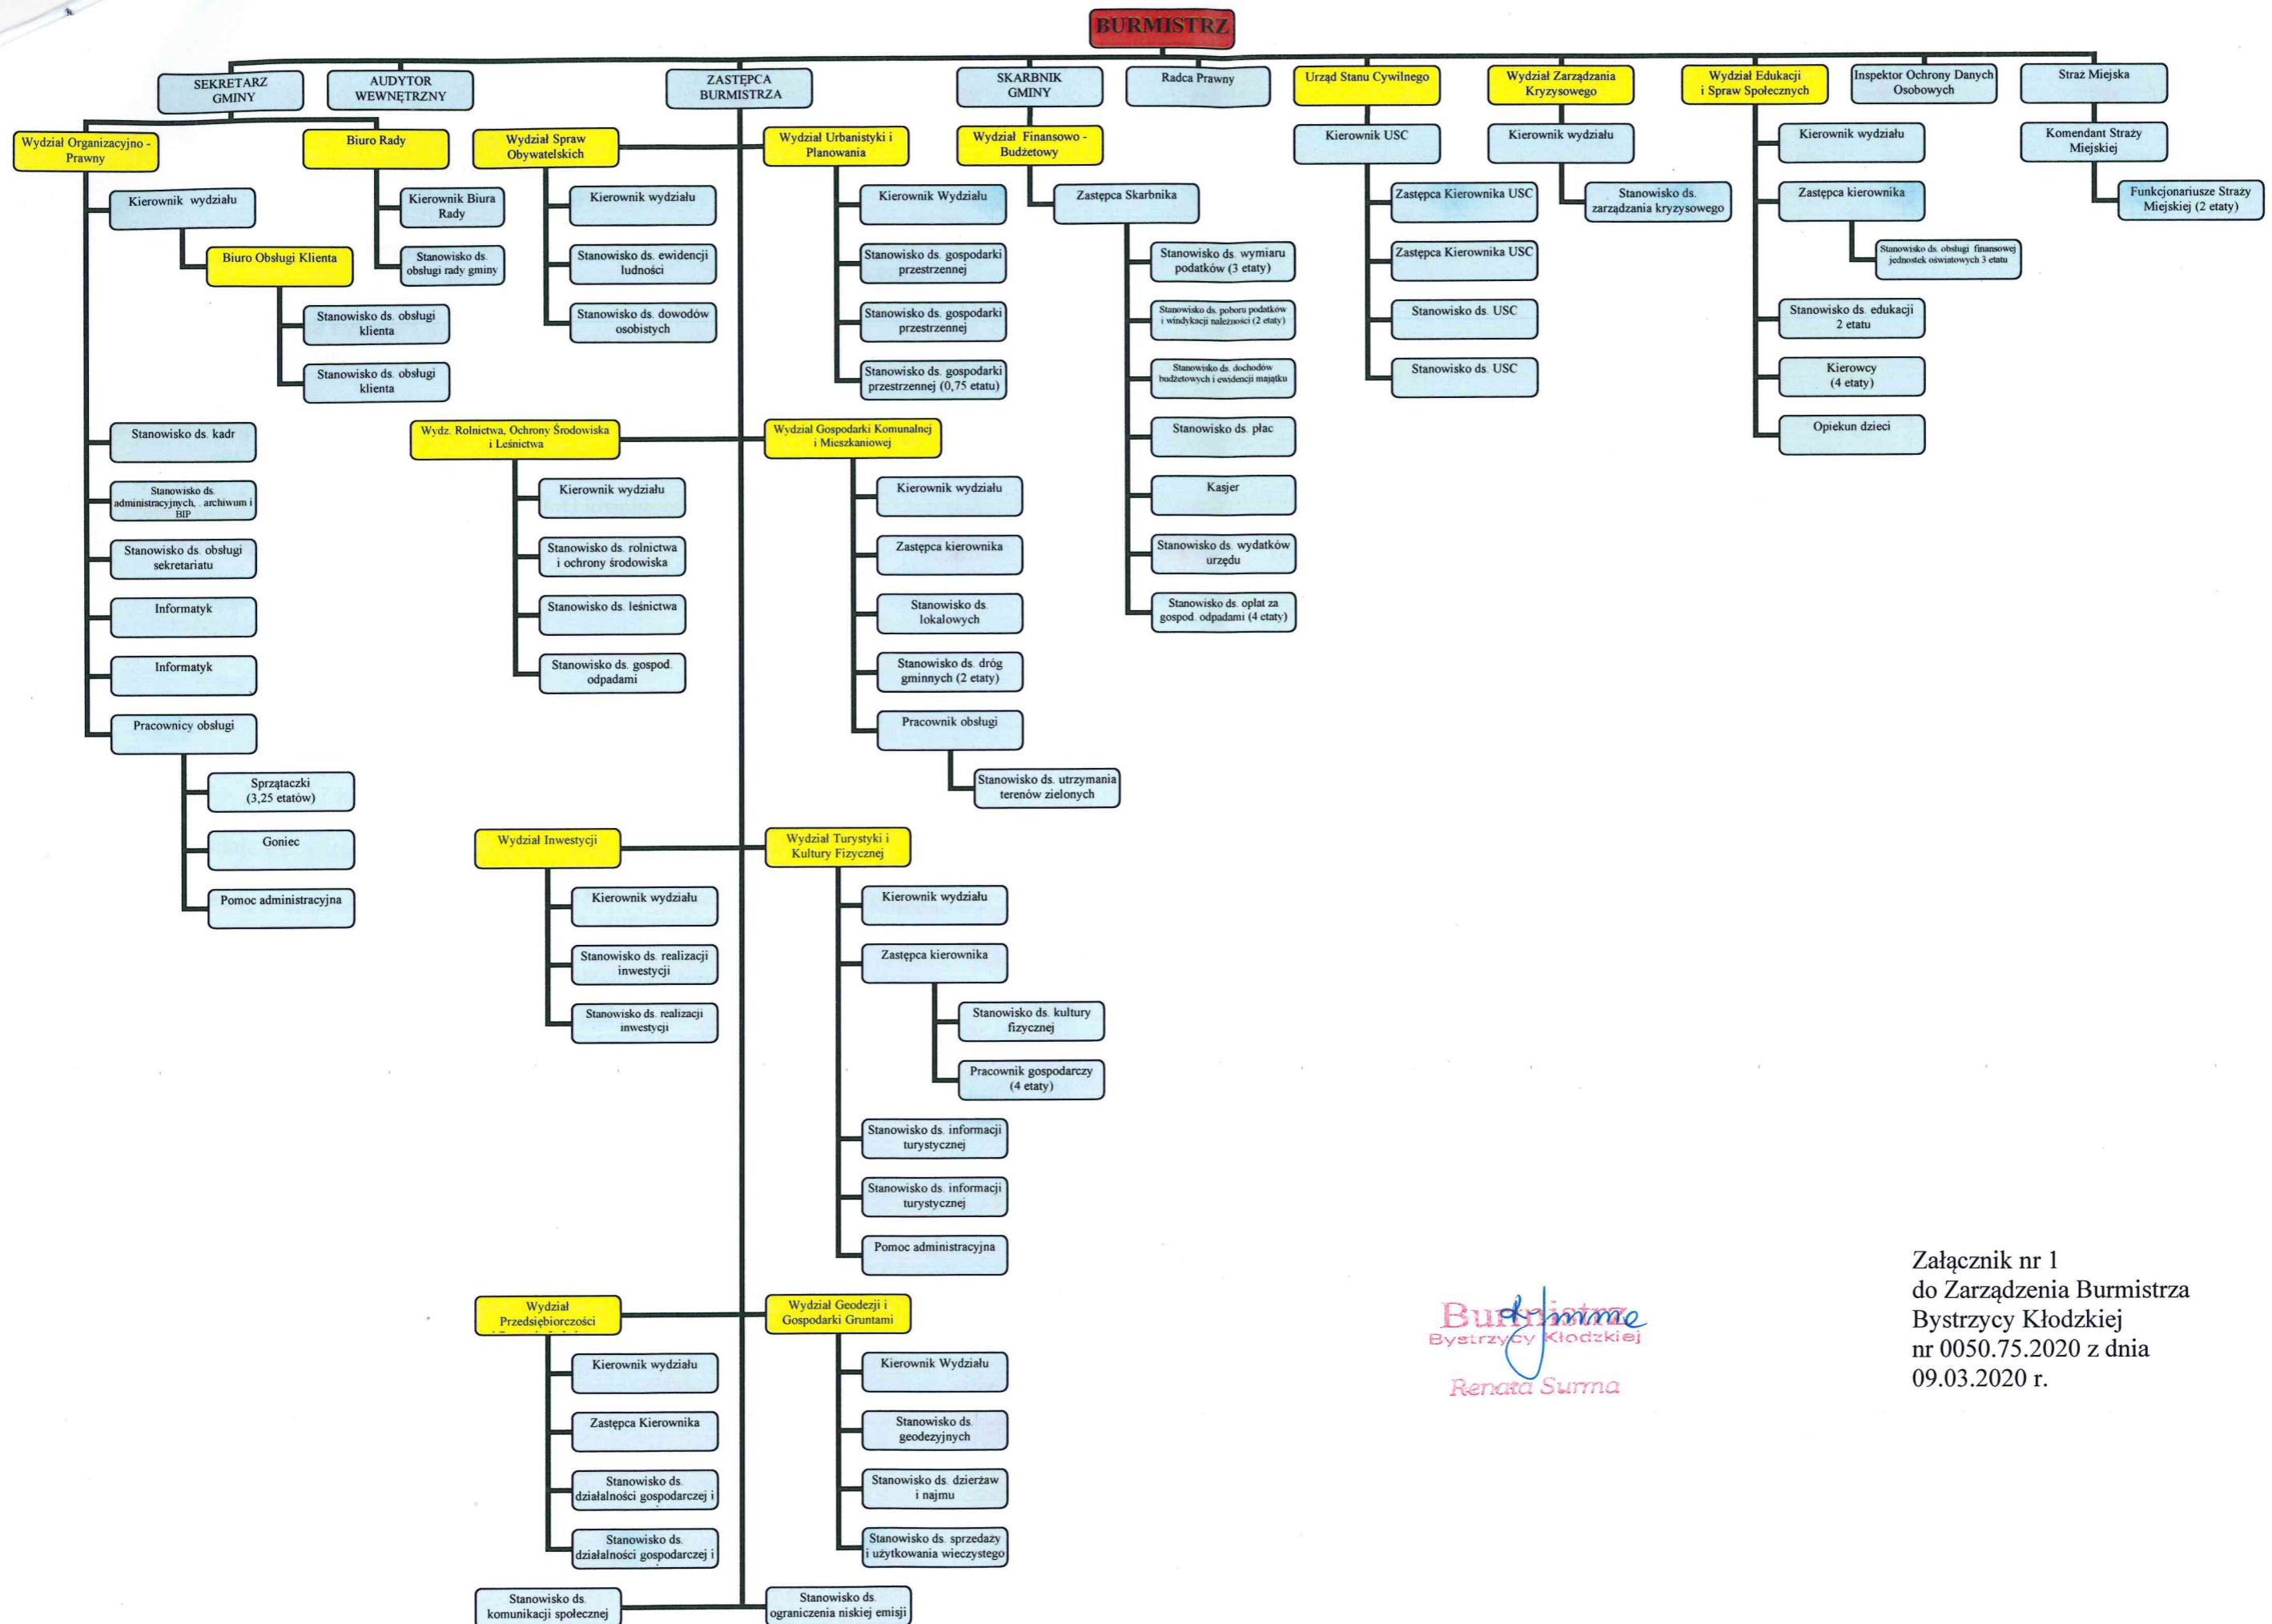 BURMISTRZ
SEKRETARZ
GMINY
AUDYTOR
WEWNĘTRZNY
ZASTĘPCA
BURMISTRZA
SKARBNIK
GMINY
Radca Prawny
Urząd Stanu Cywilnego
Wydział Zarządzania
Kryzysowego
Wydział Edukacji
i Spraw Społecznych
Inspektor Ochrony Danych
Osobowych
Straż Miejska
Wydział Organizacyjno -
Prawny
Kierownik wydziału
Biuro Obsługi Klienta
Stanowisko ds. obsługi
klienta
Stanowisko ds. obsługi
klienta
Stanowisko ds. kadr
Stanowisko ds.
administracyjnych, . archiwum i
BIP
Stanowisko ds. obsługi
sekretariatu
Informatyk
Informatyk
Pracownicy obsługi
Sprzątaczki
(3,25 etatów)
Goniec
Pomoc administracyjna
Biuro Rady
Kierownik Biura
Rady
Stanowisko ds.
obsługi rady gminy
Wydział Spraw
Obywatelskich
Kierownik wydziału
Stanowisko ds. ewidencji
ludności
Stanowisko ds. dowodów
osobistych
Wydział Urbanistyki i
Planowania
Kierownik Wydziału
Stanowisko ds. gospodarki
przestrzennej
Stanowisko ds. gospodarki
przestrzennej
Stanowisko ds. gospodarki
przestrzennej (0,75 etatu)
Wydz. Rolnictwa, Ochrony Środowiska
i Leśnictwa
Kierownik wydziału
Stanowisko ds. rolnictwa
i ochrony środowiska
Stanowisko ds. leśnictwa
Stanowisko ds. gospod.
odpadami
Wydział Gospodarki Komunalnej
i Mieszkaniowej
Kierownik wydziału
Zastępca kierownika
Stanowisko ds.
lokalowych
Stanowisko ds. dróg
gminnych (2 etaty)
Pracownik obsługi
Stanowisko ds. utrzymania
terenów zielonych
Wydział Inwestycji
Kierownik wydziału
Stanowisko ds. realizacji
inwestycji
Stanowisko ds. realizacji
inwestycji
Wydział Turystyki i
Kultury Fizycznej
Kierownik wydziału
Zastępca kierownika
Stanowisko ds. kultury
fizycznej
Pracownik gospodarczy
(4 etaty)
Stanowisko ds. informacji
turystycznej
Stanowisko ds. informacji
turystycznej
Pomoc administracyjna
Wydział
Przedsiębiorczości
Kierownik wydziału
Zastępca Kierownika
Stanowisko ds.
działalności gospodarczej i
Stanowisko ds.
działalności gospodarczej i
Wydział Geodezji i
Gospodarki Gruntami
Kierownik Wydziału
Stanowisko ds.
geodezyjnych
Stanowisko ds. dzierżaw
i najmu
Stanowisko ds. sprzedaży
i użytkowania wieczystego
Stanowisko ds.
komunikacji społecznej
Stanowisko ds.
ograniczenia niskiej emisji
Wydział Finansowo -
Budżetowy
Zastępca Skarbnika
Stanowisko ds. wymiaru
podatków (3 etaty)
Stanowisko ds. poboru podatków
i windykacji należności (2 etaty)
Stanowisko ds. dochodów
budżetowych i ewidencji majątku
Stanowisko ds. płac
Kasjer
Stanowisko ds. wydatków
urzędu
Stanowisko ds. opłat za
gospod. odpadami (4 etaty)
Kierownik USC
Zastępca Kierownika USC
Zastępca Kierownika USC
Stanowisko ds. USC
Stanowisko ds. USC
Kierownik wydziału
Stanowisko ds.
zarządzania kryzysowego
Kierownik wydziału
Zastępca kierownika
Stanowisko ds. obsługi finansowej
jednostek oświatowych 3 etatu
Stanowisko ds. edukacji
2 etatu
Kierowcy
(4 etaty)
Opiekun dzieci
Komendant Straży
Miejskiej
Funkcjonariusze Straży
Miejskiej (2 etaty)
Burmistrz
Bystrzycy Kłodzkiej
Renata Surma
Załącznik nr 1
do Zarządzenia Burmistrza
Bystrzycy Kłodzkiej
nr 0050.75.2020 z dnia
09.03.2020 r.